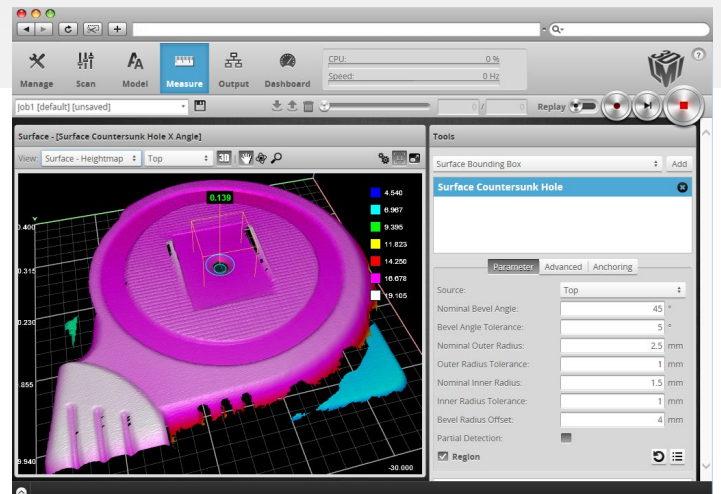 CPU: 0 %
Speed: 0 Hz
Manage Scan Model Measure Output Dashboard
Job1 [default] [unsaved]
0 / 0 Replay
Surface - [Surface Countersunk Hole X Angle]
View: Surface - Heightmap Top 3D
0.139
Y
0.400
0.315
0.230
.855
9.940
-30.000
4.540
6.967
9.395
11.823
14.250
16.678
19.105
Tools
Surface Bounding Box Add
Surface Countersunk Hole
Parameter Advanced Anchoring
Source: Top
Nominal Bevel Angle: 45 °
Bevel Angle Tolerance: 5 °
Nominal Outer Radius: 2.5 mm
Outer Radius Tolerance: 1 mm
Nominal Inner Radius: 1.5 mm
Inner Radius Tolerance: 1 mm
Bevel Radius Offset: 4 mm
Partial Detection:
Region